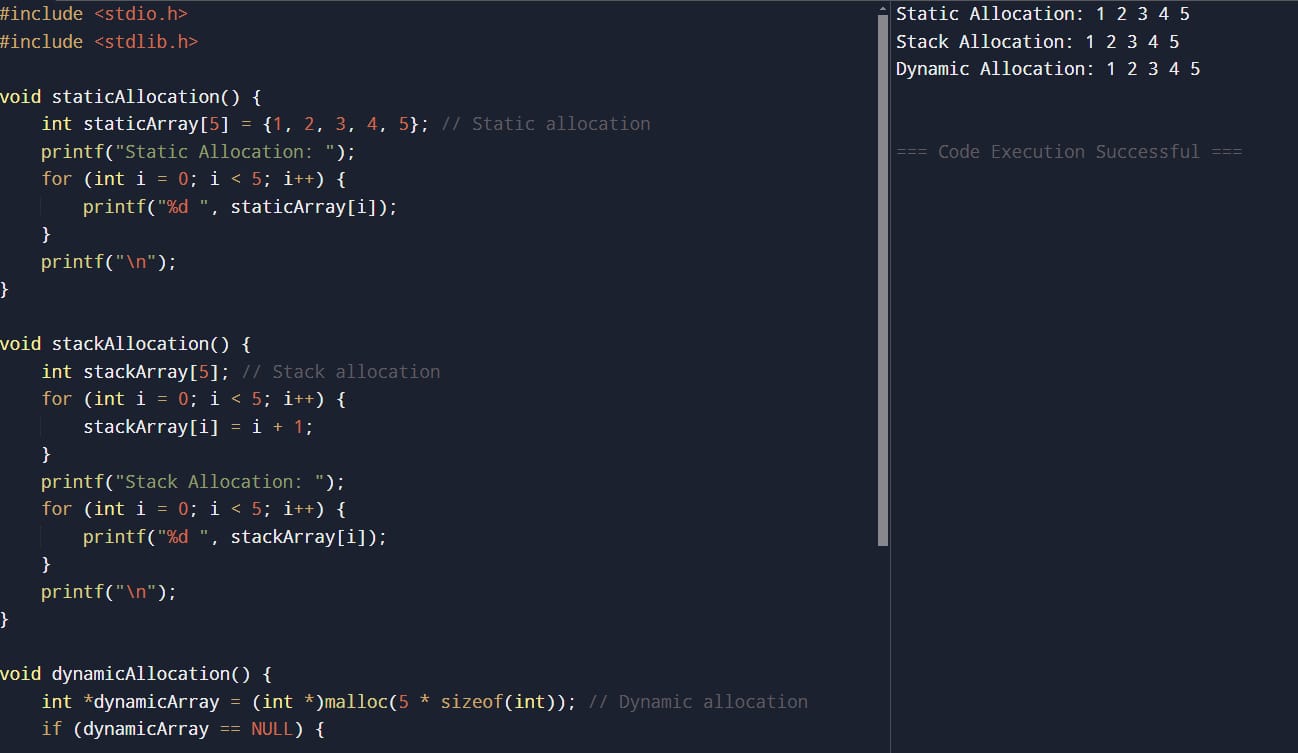 #include <stdio.h>
#include <stdlib.h>

void staticAllocation() {
    int staticArray[5] = {1, 2, 3, 4, 5}; // Static allocation
    printf("Static Allocation: ");
    for (int i = 0; i < 5; i++) {
        printf("%d ", staticArray[i]);
    }
    printf("\n");
}

void stackAllocation() {
    int stackArray[5]; // Stack allocation
    for (int i = 0; i < 5; i++) {
        stackArray[i] = i + 1;
    }
    printf("Stack Allocation: ");
    for (int i = 0; i < 5; i++) {
        printf("%d ", stackArray[i]);
    }
    printf("\n");
}

void dynamicAllocation() {
    int *dynamicArray = (int *)malloc(5 * sizeof(int)); // Dynamic allocation
    if (dynamicArray == NULL) {
Static Allocation: 1 2 3 4 5
Stack Allocation: 1 2 3 4 5
Dynamic Allocation: 1 2 3 4 5
=== Code Execution Successful ===